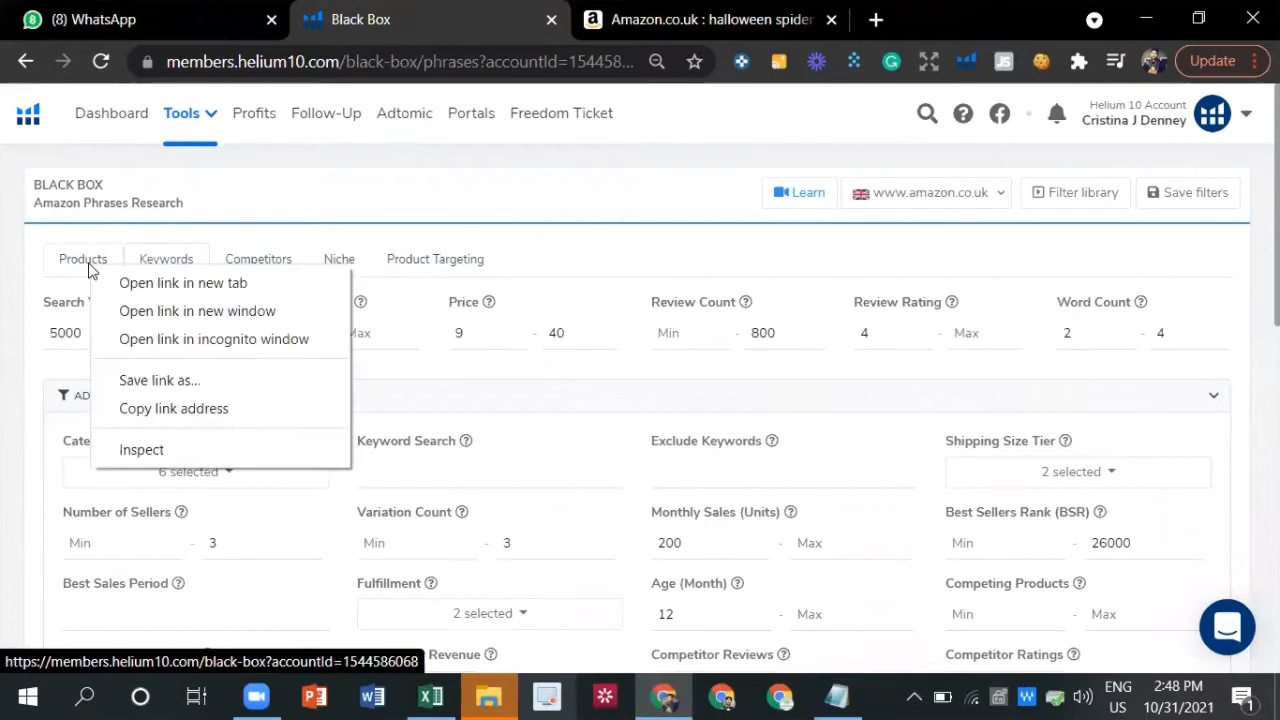 (8) WhatsApp
Black Box
Amazon.co.uk : halloween spider
members.helium10.com/black-box/phrases?accountId=154458...
Update
Dashboard Tools Profits Follow-Up Adtomic Portals Freedom Ticket
Helium 10 Account
Cristina J Denney
BLACK BOX
Amazon Phrases Research
Learn www.amazon.co.uk Filter library Save filters
Products Keywords Competitors Niche Product Targeting
Open link in new tab
Open link in new window
Open link in incognito window
Save link as...
Copy link address
Inspect
Search Price Review Count Review Rating Word Count
5000 Max 9 - 40 Min - 800 4 - Max 2 - 4
AD
Cate Keyword Search Exclude Keywords Shipping Size Tier
6 selected 2 selected
Number of Sellers Variation Count Monthly Sales (Units) Best Sellers Rank (BSR)
Min - 3 Min - 3 200 - Max Min - 26000
Best Sales Period Fulfillment Age (Month) Competing Products
2 selected 12 - Max Min - Max
Revenue Competitor Reviews Competitor Ratings
https://members.helium10.com/black-box?accountId=1544586068
ENG
US
2:48 PM
10/31/2021
1